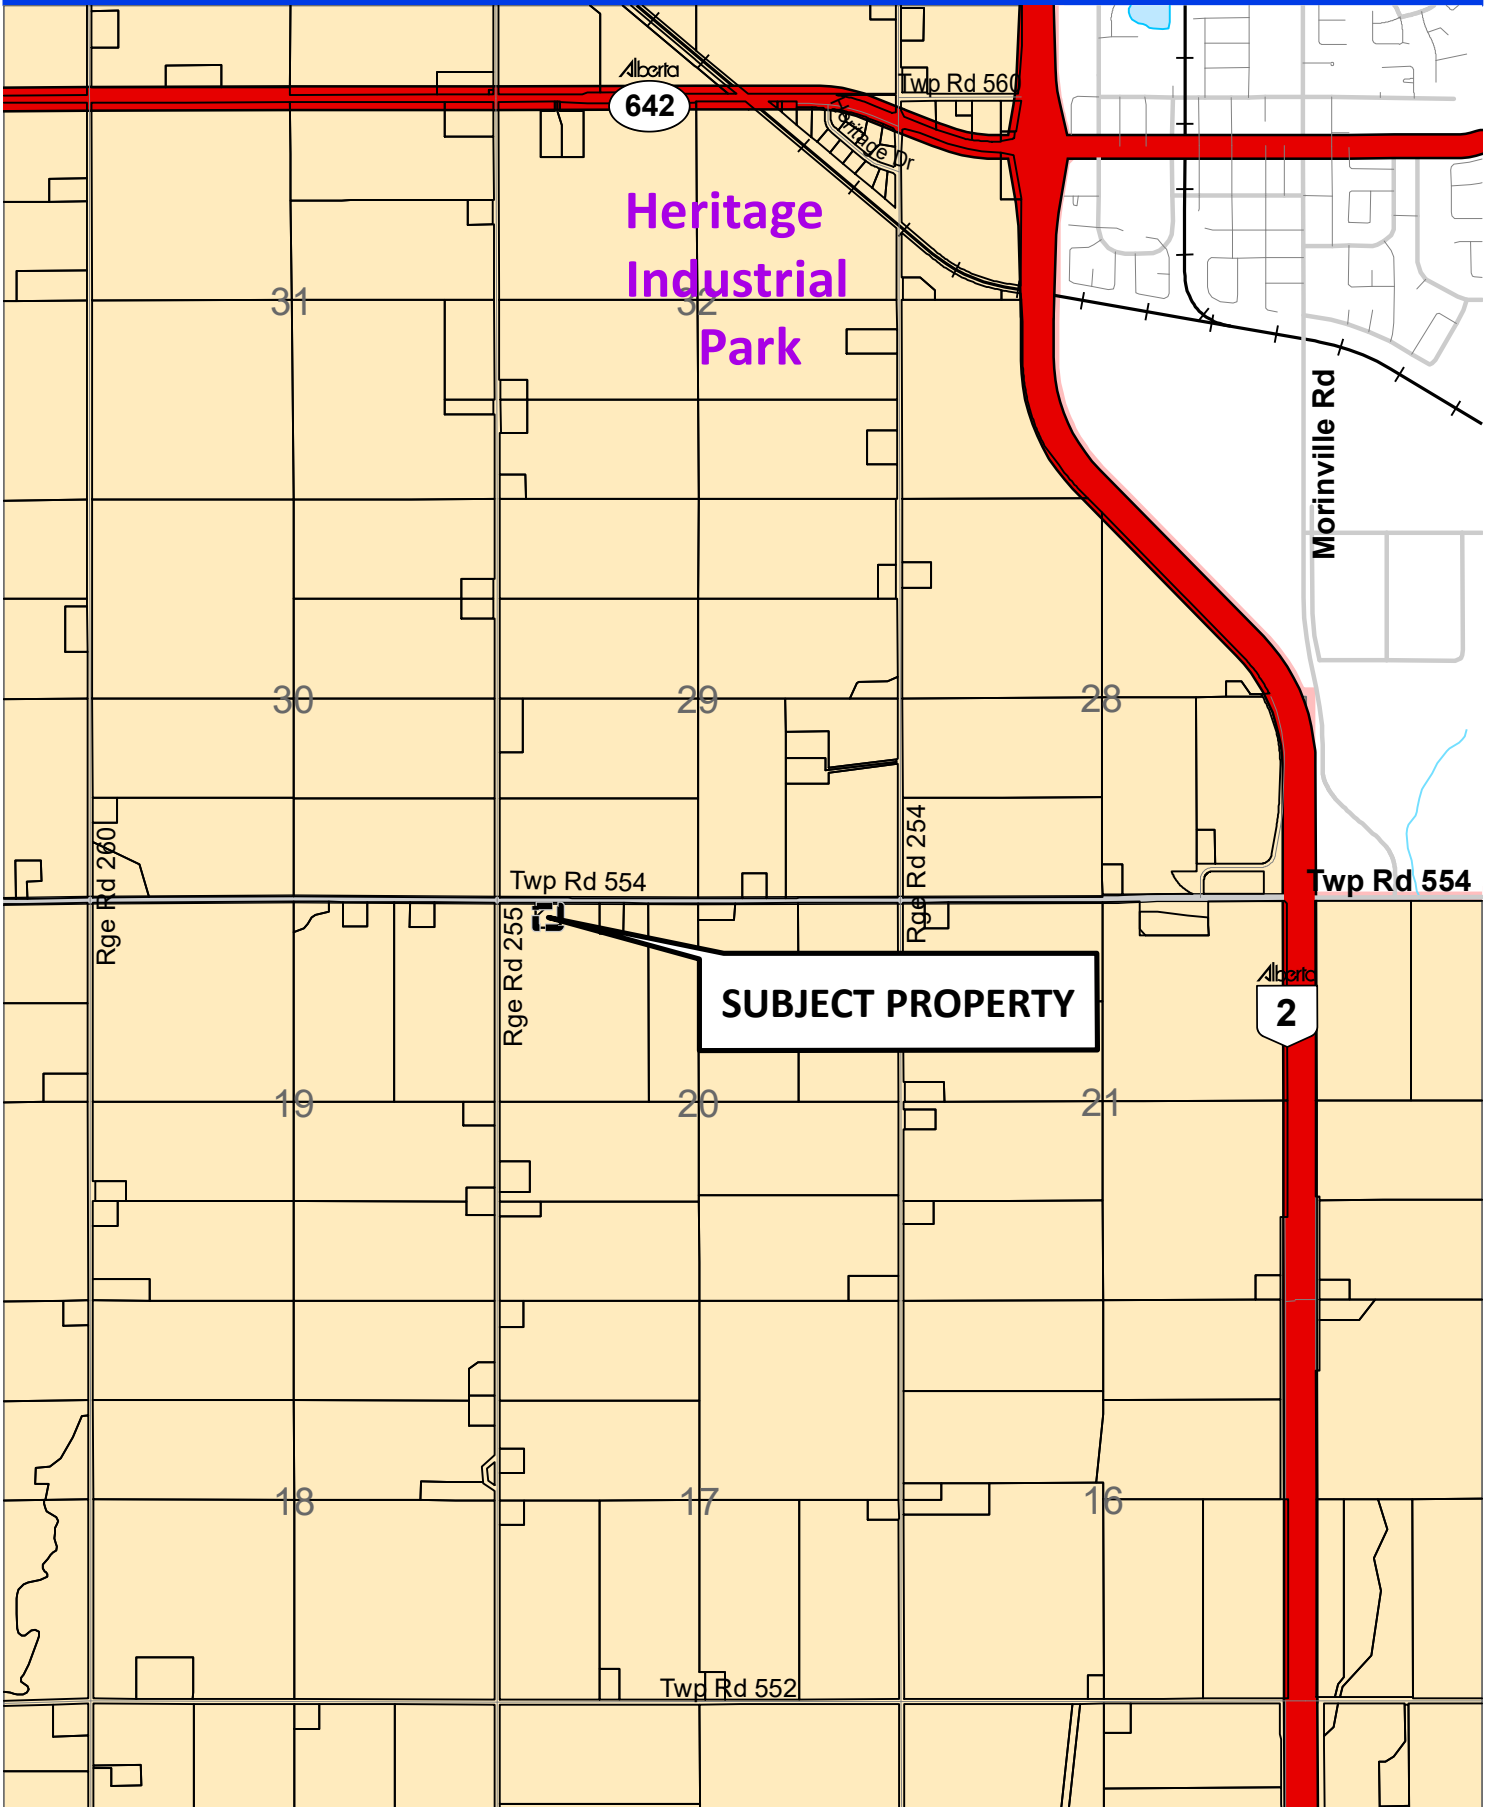 Alberta
642
Twp Rd 560
Heritage Dr
Heritage
Industrial
Park
31
32
Morinville Rd
30
29
28
Rge Rd 260
Rge Rd 254
Twp Rd 554
Twp Rd 554
Rge Rd 255
SUBJECT PROPERTY
Alberta
2
19
20
21
18
17
16
Twp Rd 552